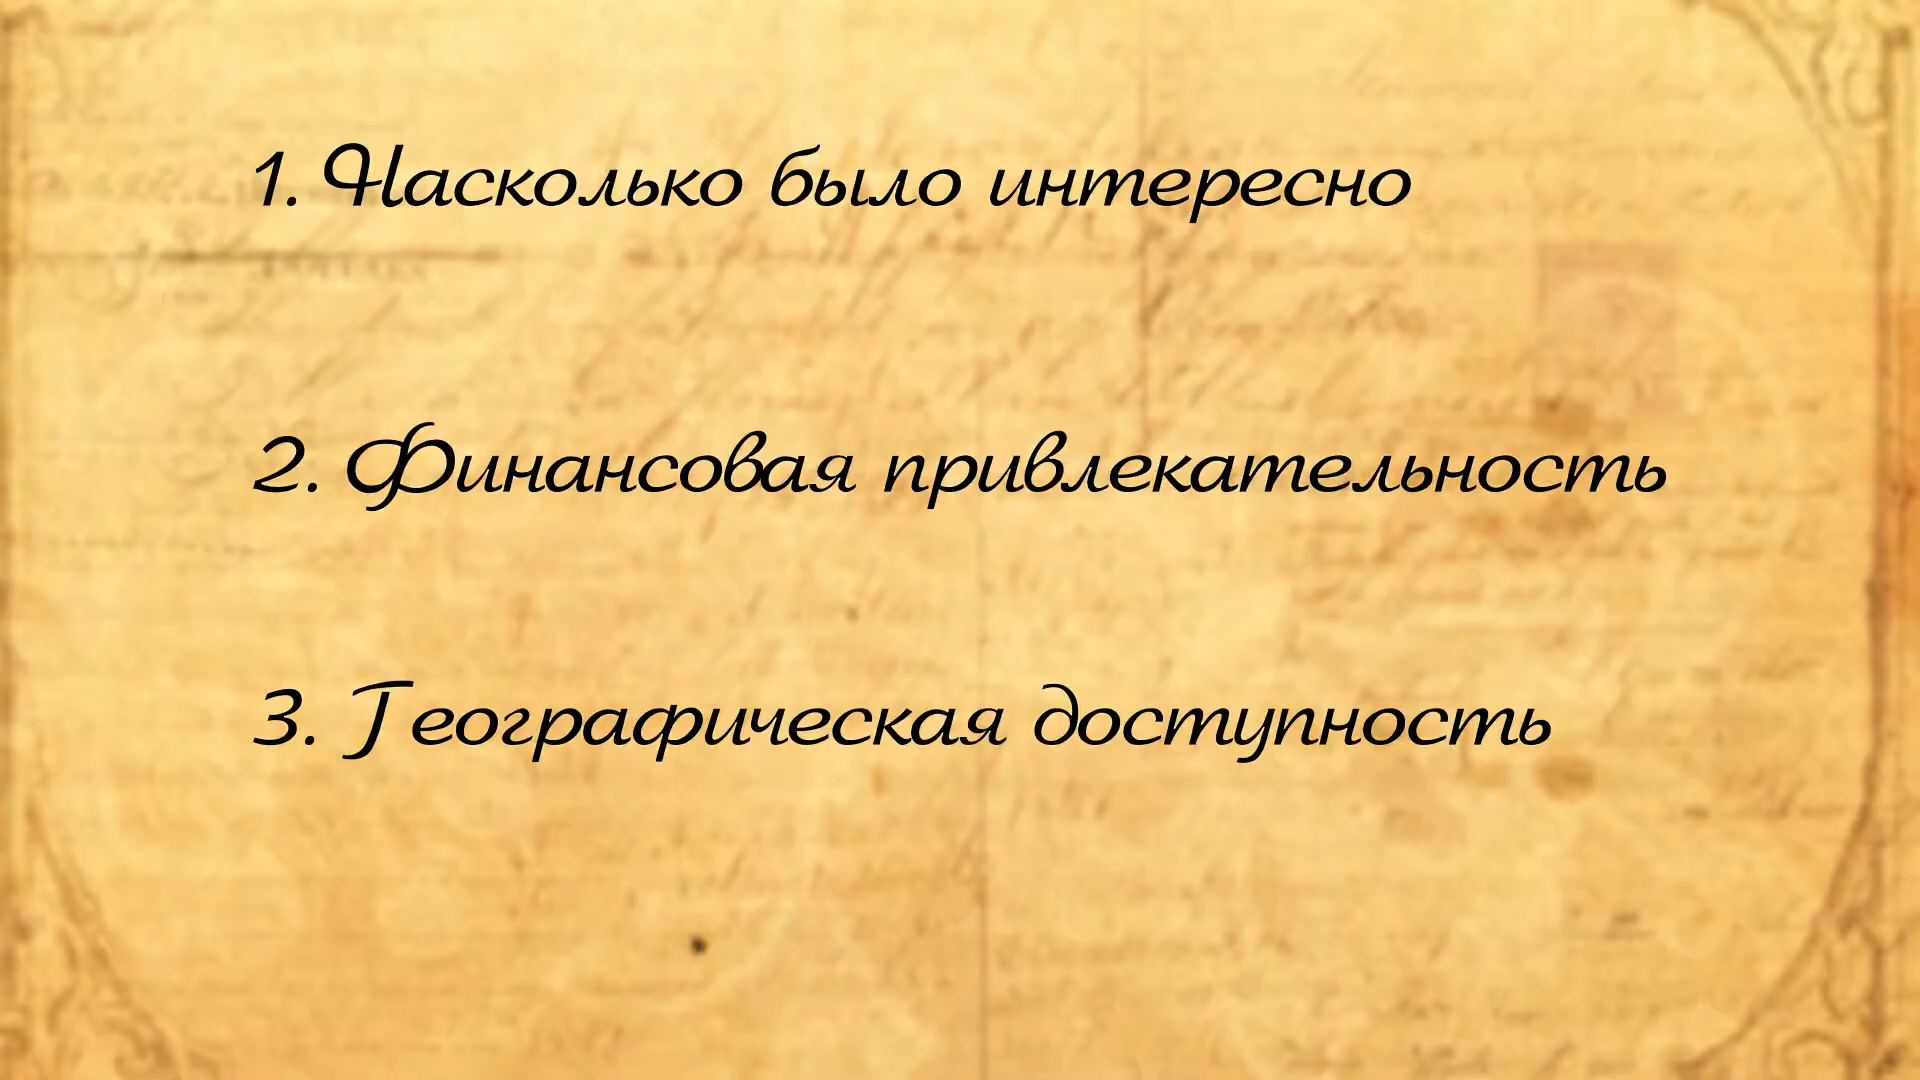 1. Насколько было интересно
2. Финансовая привлекательность
3. Географическая доступность